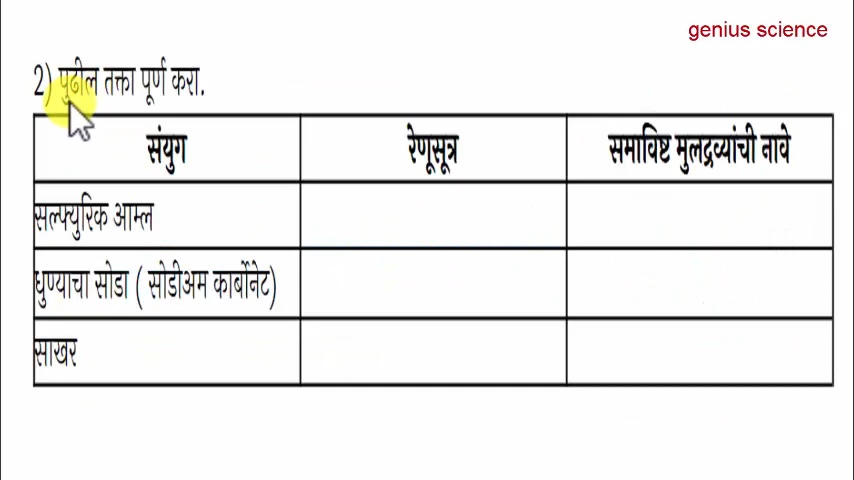 genius science
2) पुढील तक्ता पूर्ण करा.
संयुग रेणूसूत्र समाविष्ट मुलद्रव्यांची नावे
सल्फ्युरिक आम्ल
धुण्याचा सोडा ( सोडीअम कार्बोनेट)
साखर